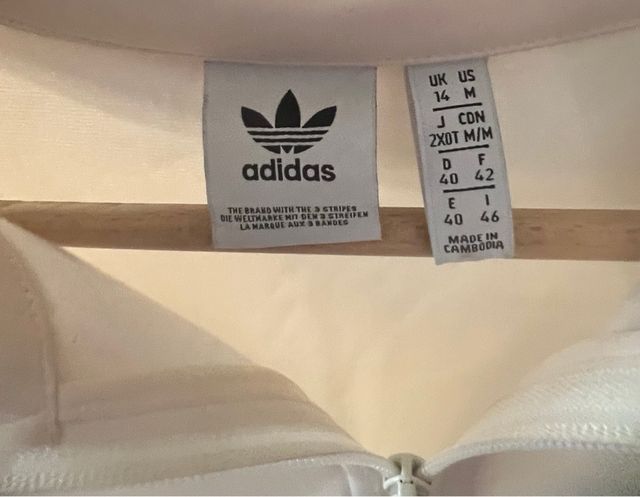 adidas
THE BRAND WITH THE 3 STRIPES
DIE WELTMARKE MIT DEN 3 STREIFEN
LA MARQUE AUX 3 BANDES
UK US
14 M
J CDN
2XOT M/M
D F
40 42
E I
40 46
MADE IN
CAMBODIA